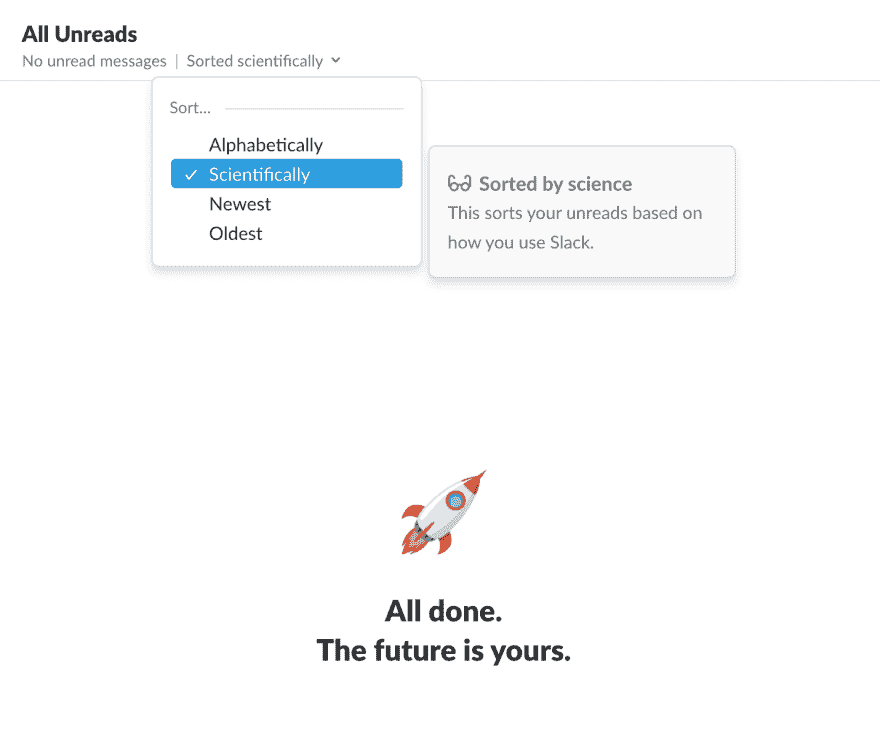 All Unreads
No unread messages | Sorted scientifically
Sort...
Alphabetically
Scientifically
Newest
Oldest
Sorted by science
This sorts your unreads based on
how you use Slack.
All done.
The future is yours.